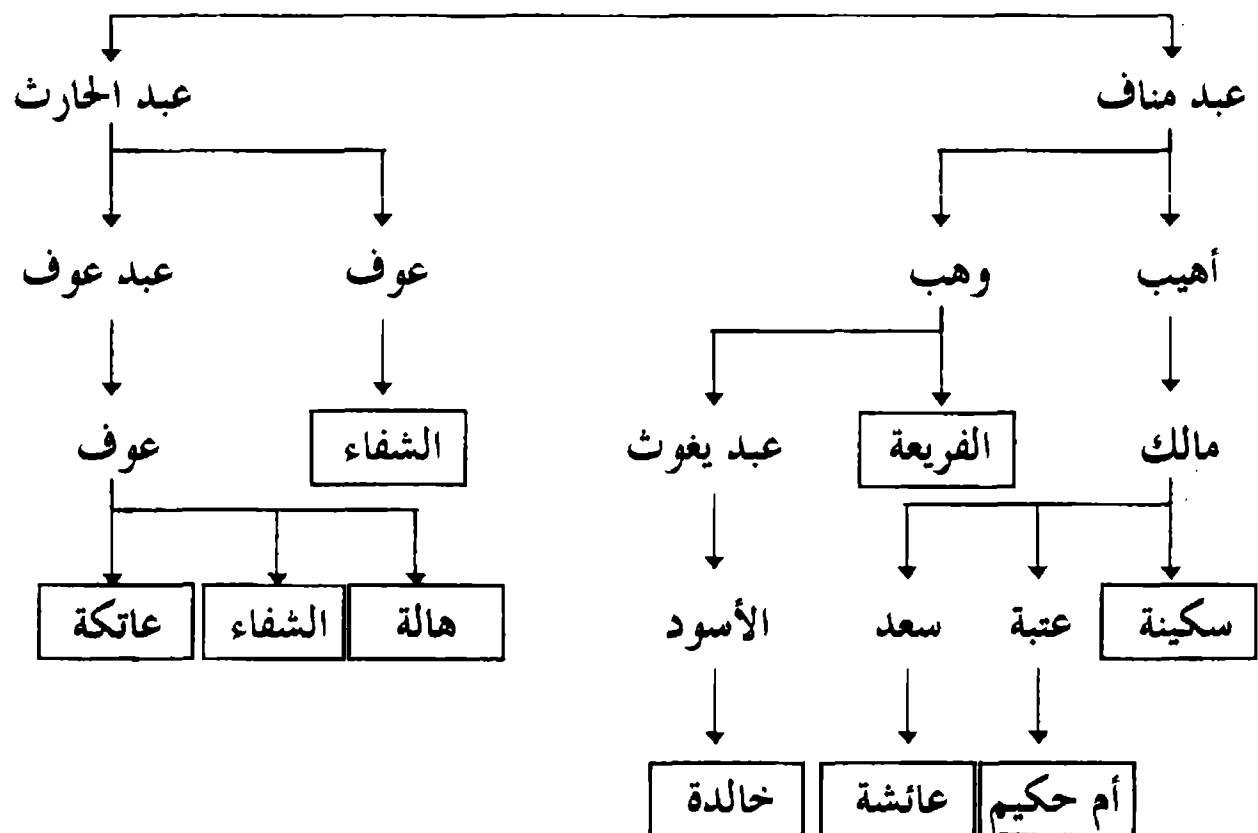 عبد مناف عبد الحارث
أهيب وهب عوف عبد عوف
مالك الفريعة عبد يغوث الشفاء عوف
سكينة عتبة سعد الأسود هالة الشفاء عاتكة
أم حكيم عائشة خالدة